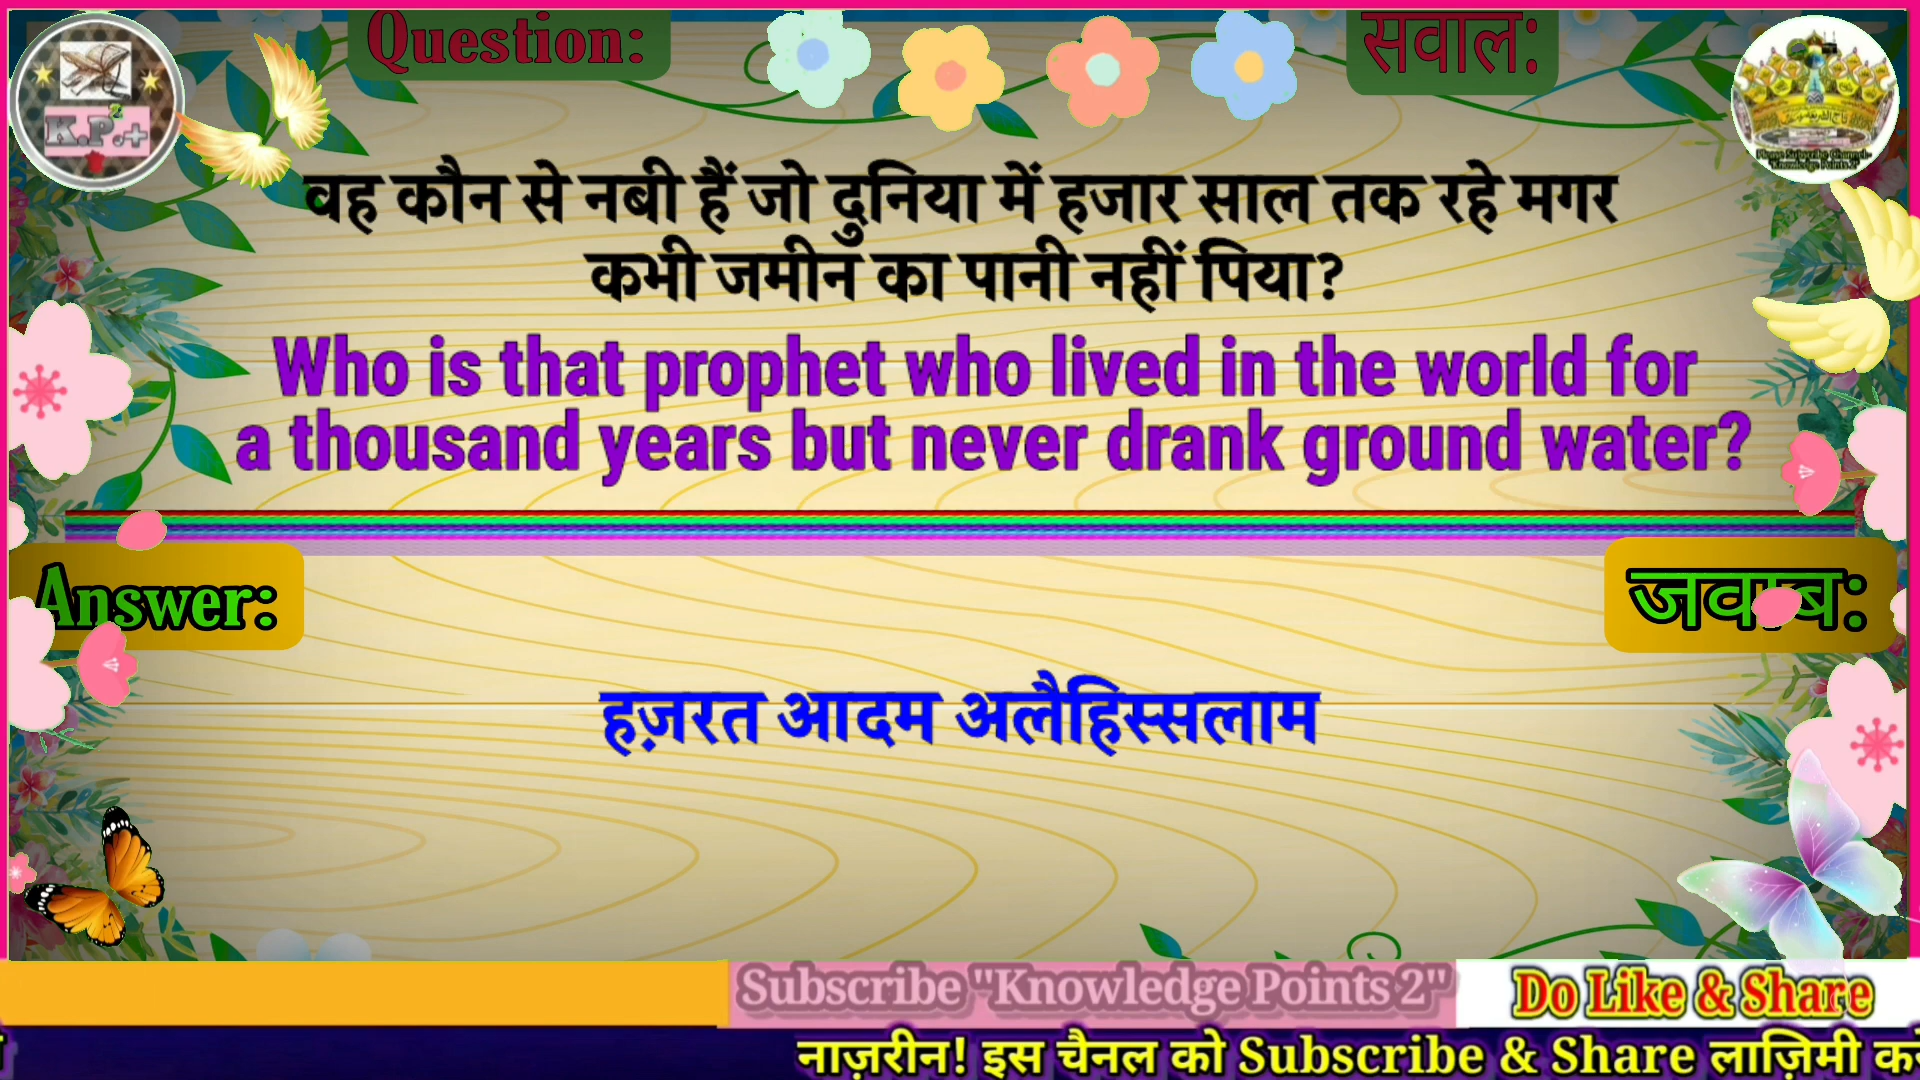 Question:
सवाल:
K.P.2.+
वह कौन से नबी हैं जो दुनिया में हजार साल तक रहे मगर
कभी जमीन का पानी नहीं पिया?
Who is that prophet who lived in the world for
a thousand years but never drank ground water?
Answer:
जवाब:
हज़रत आदम अलैहिस्सलाम
Subscribe "Knowledge Points 2"
Do Like & Share
नाज़रीन! इस चैनल को Subscribe & Share लाज़िमी